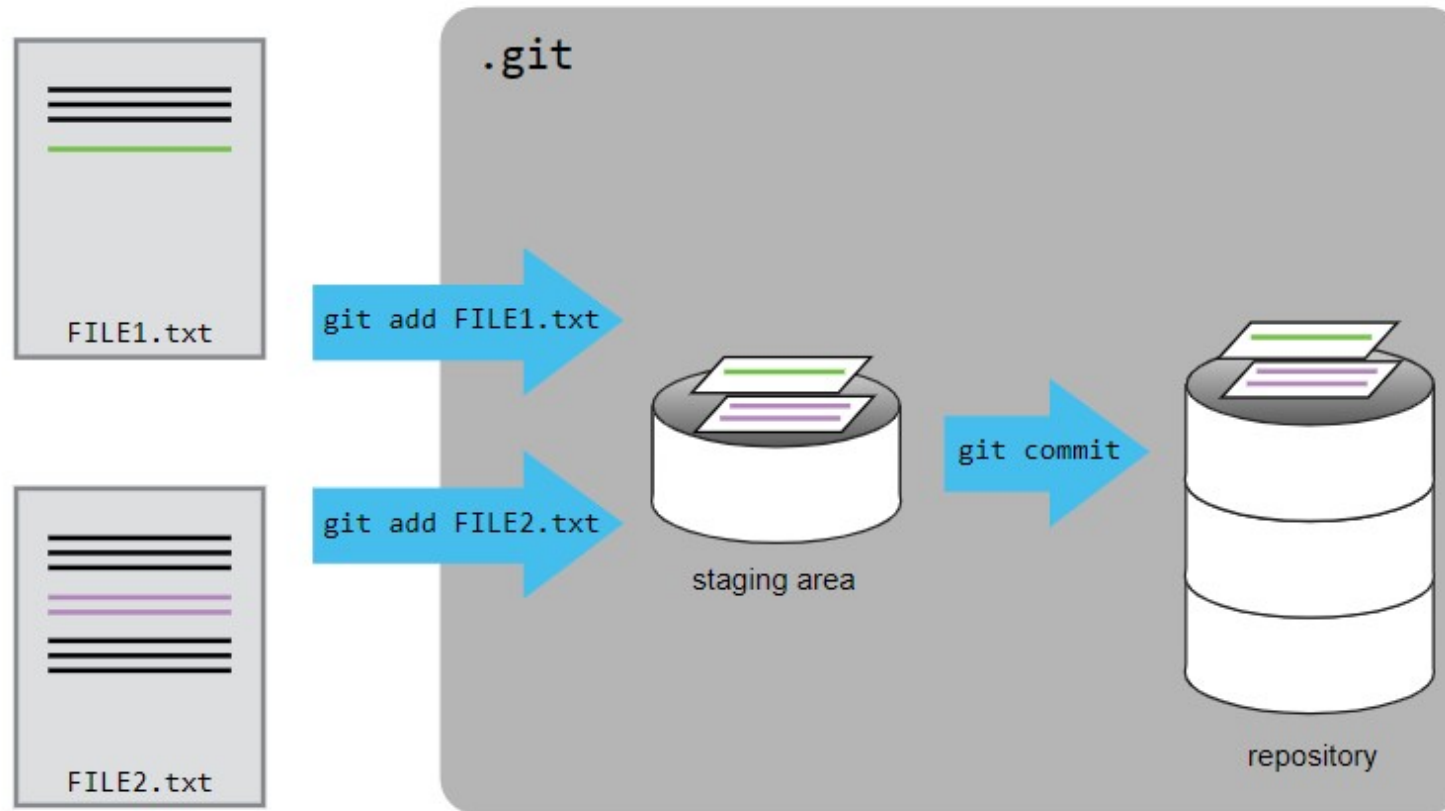 .git
FILE1.txt
git add FILE1.txt
git add FILE2.txt
git commit
staging area
repository
FILE2.txt